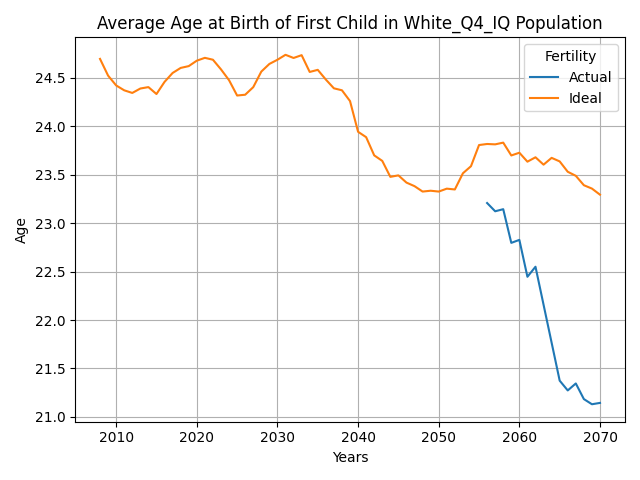 Average Age at Birth of First Child in White_Q4_IQ Population
Fertility
Actual
Ideal
Age
24.5
24.0
23.5
23.0
22.5
22.0
21.5
21.0
2010 2020 2030 2040 2050 2060 2070
Years